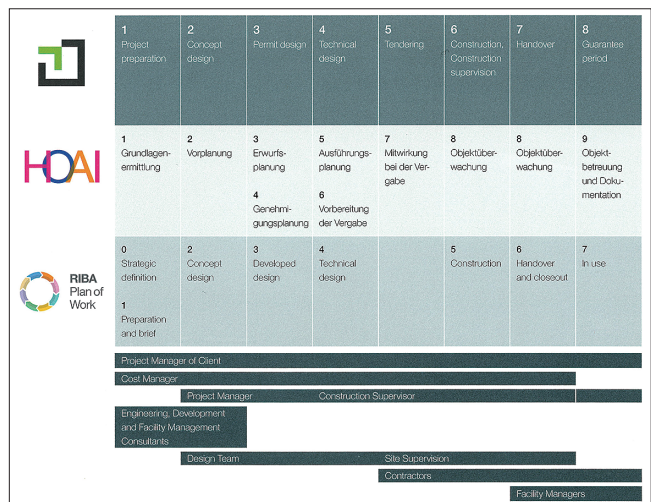 1
Project
preparation
2
Concept
design
3
Permit design
4
Technical
design
5
Tendering
6
Construction,
Construction
supervision
7
Handover
8
Guarantee
period
HOAI
1
Grundlagen-
ermittlung
2
Vorplanung
3
Erwurfs-
planung
4
Genehmi-
gungsplanung
5
Ausführungs-
planung
6
Vorbereitung
der Vergabe
7
Mitwirkung
bei der Ver-
gabe
8
Objektüber-
wachung
8
Objektüber-
wachung
9
Objekt-
betreuung
und Doku-
mentation
RIBA
Plan of
Work
0
Strategic
definition
1
Preparation
and brief
2
Concept
design
3
Developed
design
4
Technical
design
5
Construction
6
Handover
and closeout
7
In use
Project Manager of Client
Cost Manager
Project Manager Construction Supervisor
Engineering, Development
and Facility Management
Consultants
Design Team Site Supervision
Contractors
Facility Managers